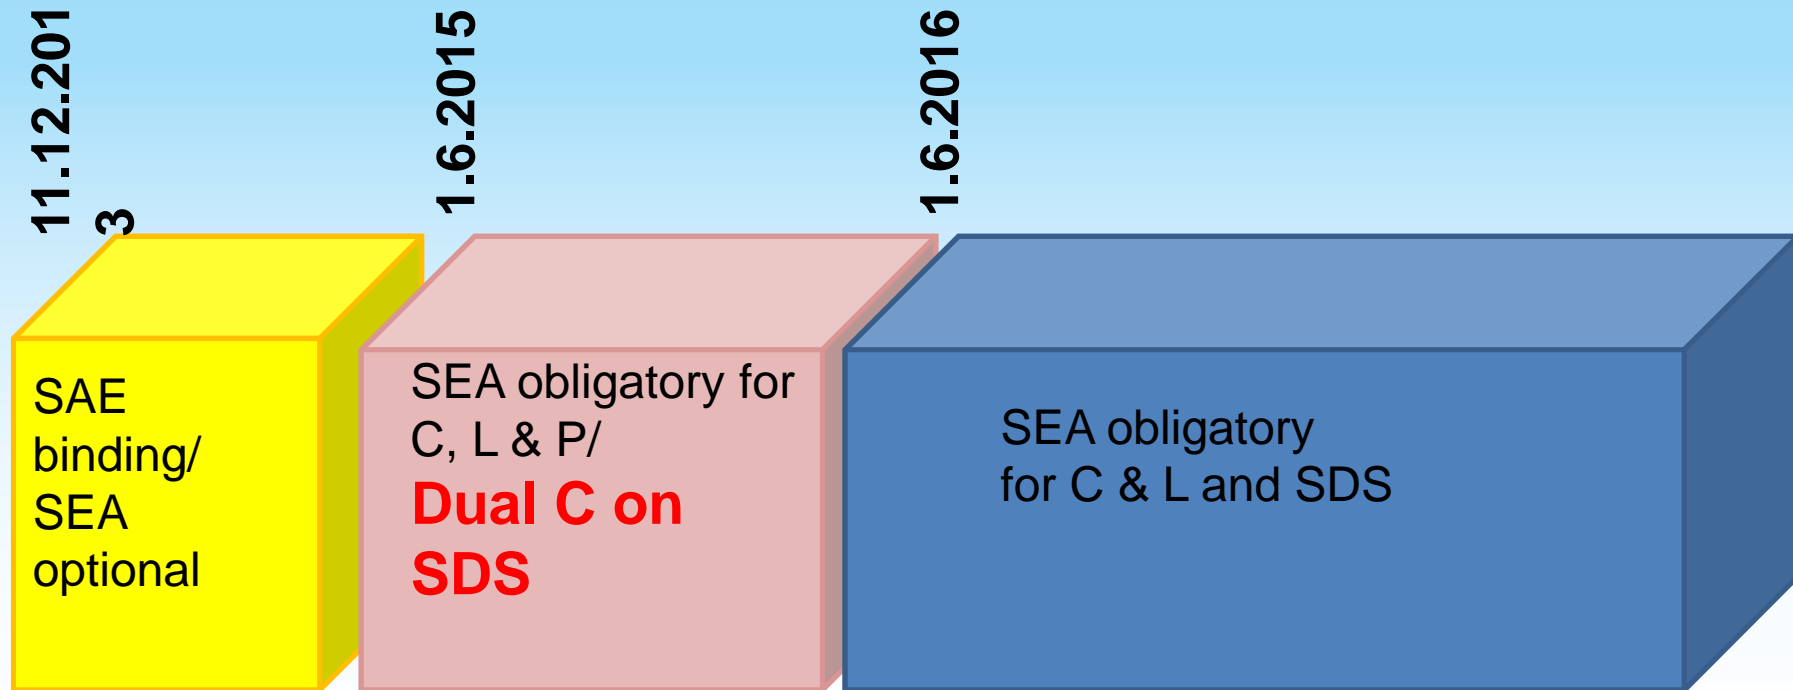 11.12.201
3
1.6.2015
1.6.2016
SAE
binding/
SEA
optional
SEA obligatory for
C, L & P/
Dual C on
SDS
SEA obligatory
for C & L and SDS